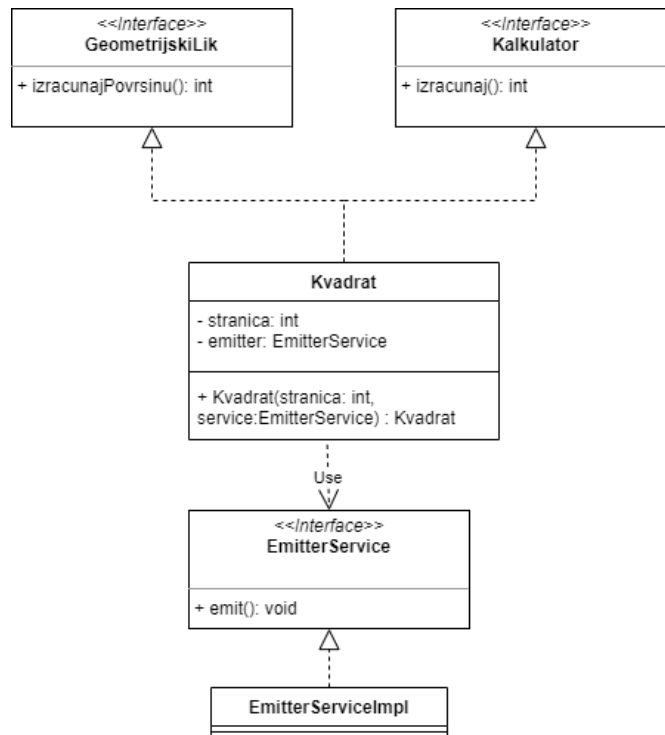 <<Interface>>
GeometrijskiLik
+ izracunajPovrsinu(): int
<<Interface>>
Kalkulator
+ izracunaj(): int
Kvadrat
- stranica: int
- emitter: EmitterService
+ Kvadrat(stranica: int,
service:EmitterService) : Kvadrat
Use
<<Interface>>
EmitterService
+ emit(): void
EmitterServiceImpl